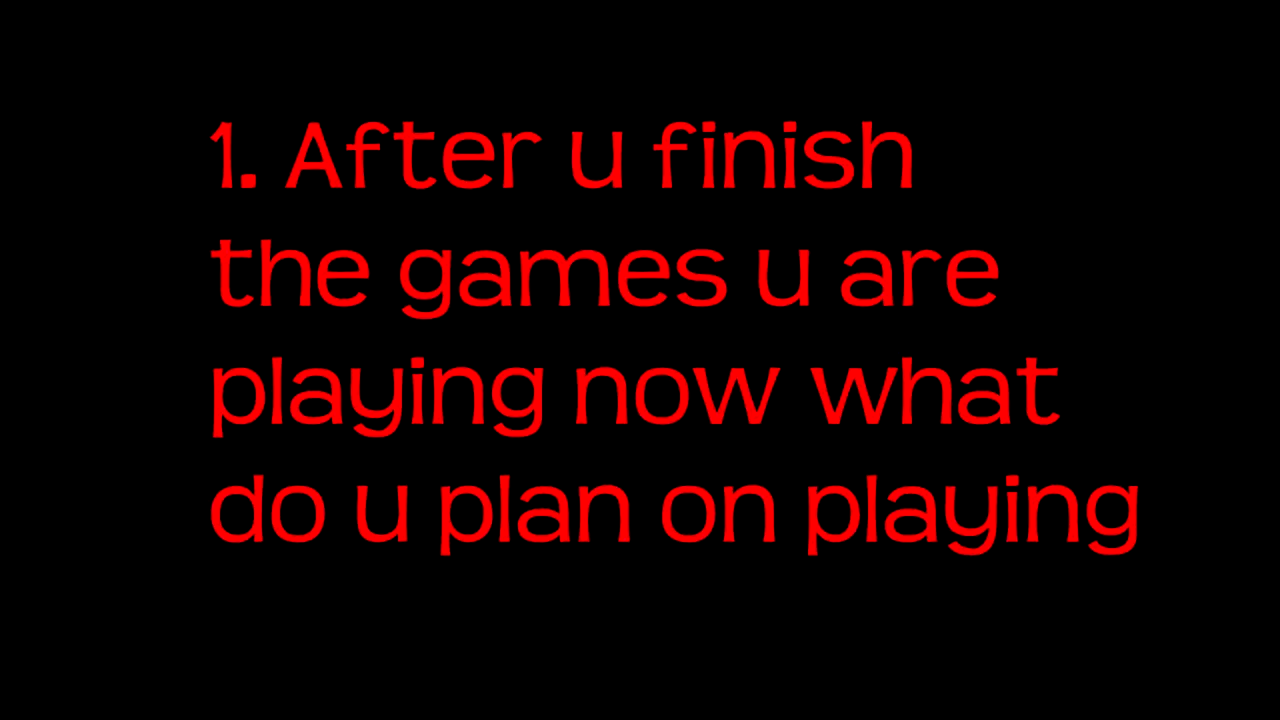 1. After u finish
the games u are
playing now what
do u plan on playing